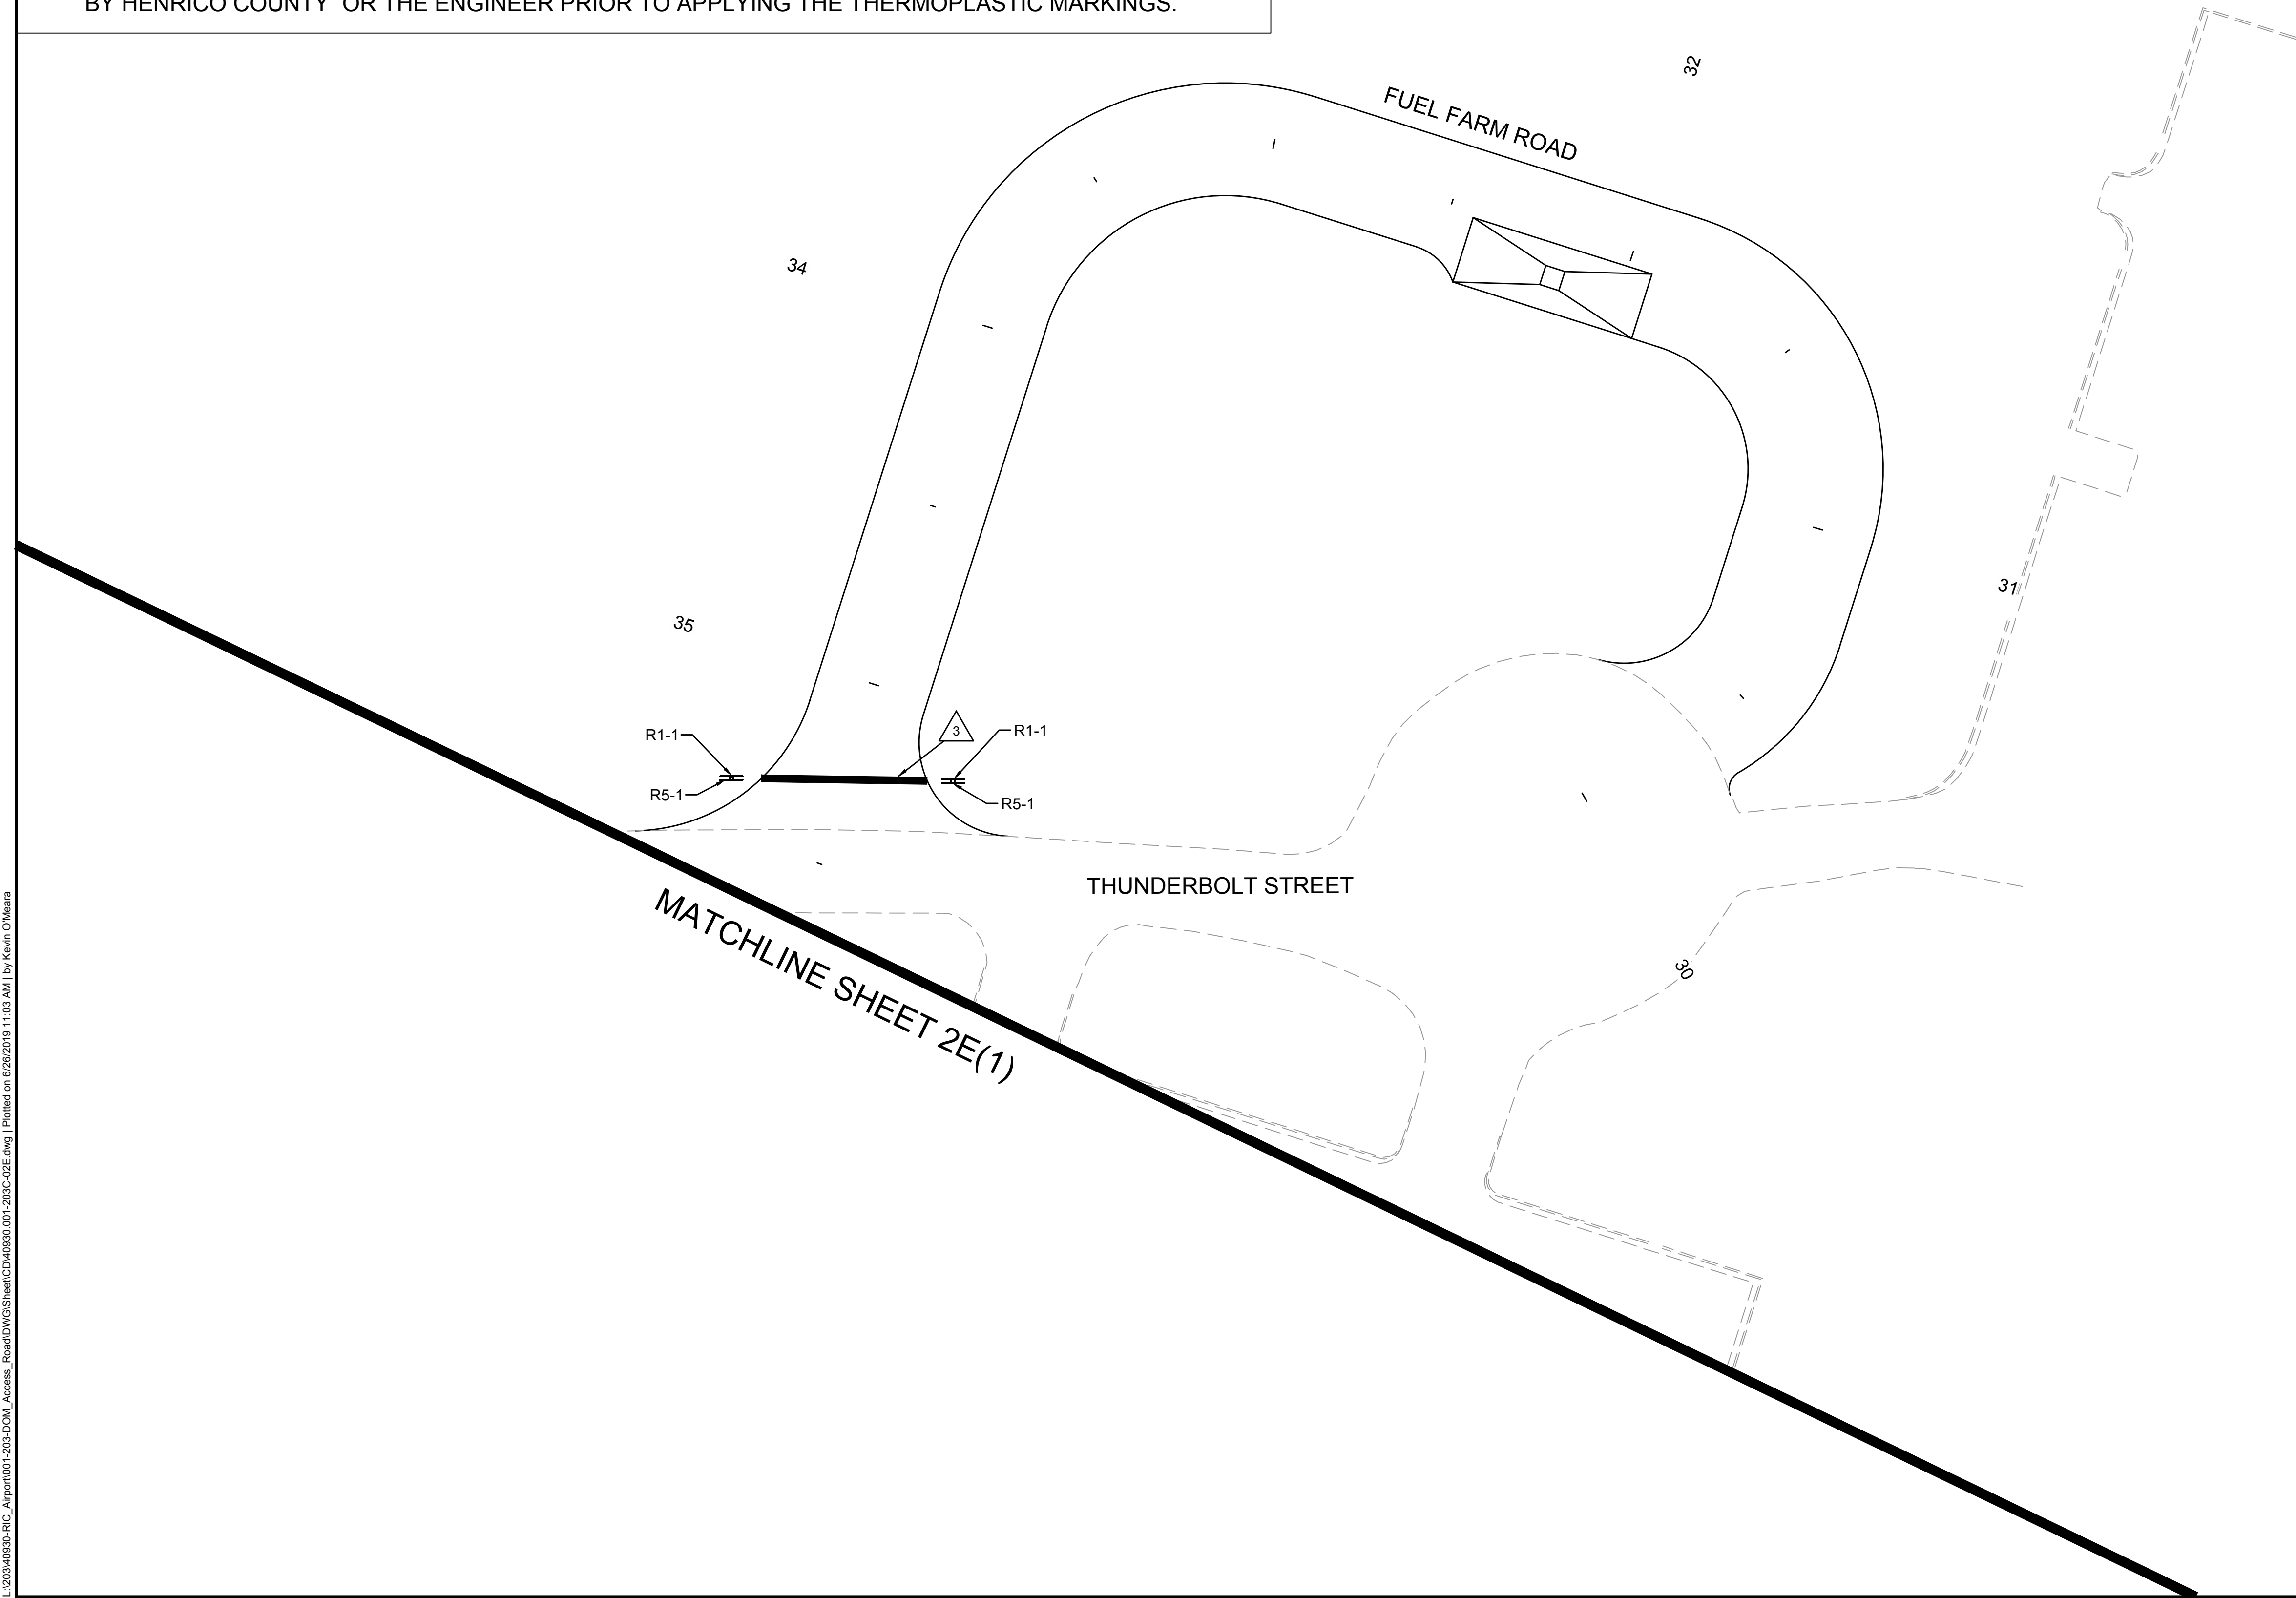 BY HENRICO COUNTY OR THE ENGINEER PRIOR TO APPLYING THE THERMOPLASTIC MARKINGS.
32
FUEL FARM ROAD
34
31
35
R1-1
3
R1-1
R5-1
R5-1
THUNDERBOLT STREET
MATCHLINE SHEET 2E(1)
30
L:\203\40930-RIC_Airport\001-203-DOM_Access_Road\DWG\Sheet\CD\40930.001-203C-02E.dwg | Plotted on 6/26/2019 11:03 AM | by Kevin O'Meara